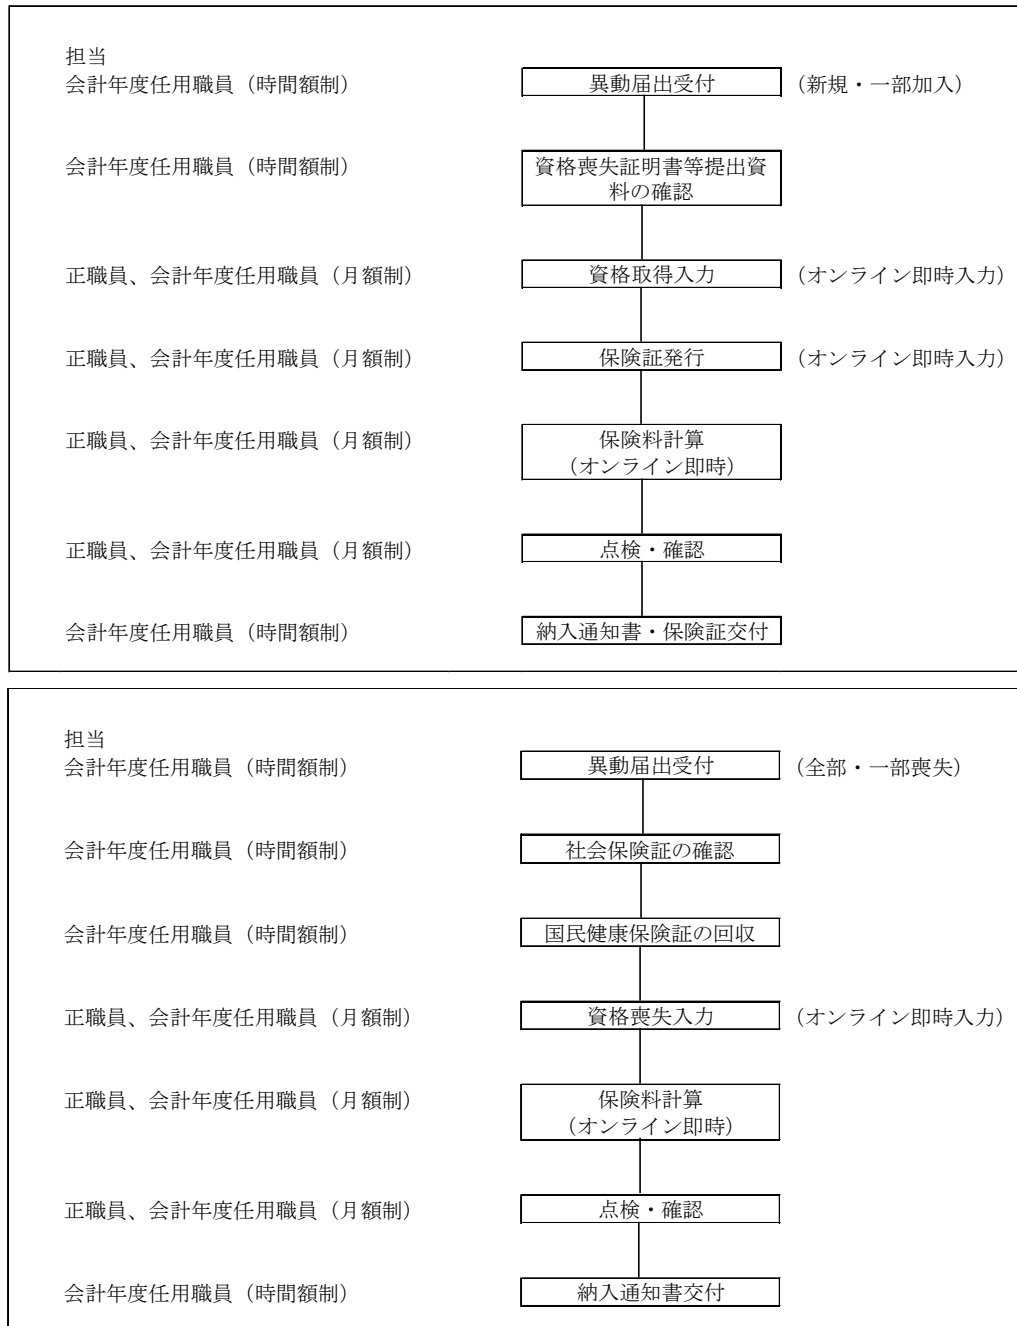 担当
会計年度任用職員（時間額制） 異動届出受付 （新規・一部加入）
会計年度任用職員（時間額制） 資格喪失証明書等提出資
料の確認
正職員、会計年度任用職員（月額制） 資格取得入力 （オンライン即時入力）
正職員、会計年度任用職員（月額制） 保険証発行 （オンライン即時入力）
正職員、会計年度任用職員（月額制） 保険料計算
（オンライン即時）
正職員、会計年度任用職員（月額制） 点検・確認
会計年度任用職員（時間額制） 納入通知書・保険証交付
担当
会計年度任用職員（時間額制） 異動届出受付 （全部・一部喪失）
会計年度任用職員（時間額制） 社会保険証の確認
会計年度任用職員（時間額制） 国民健康保険証の回収
正職員、会計年度任用職員（月額制） 資格喪失入力 （オンライン即時入力）
正職員、会計年度任用職員（月額制） 保険料計算
（オンライン即時）
正職員、会計年度任用職員（月額制） 点検・確認
会計年度任用職員（時間額制） 納入通知書交付